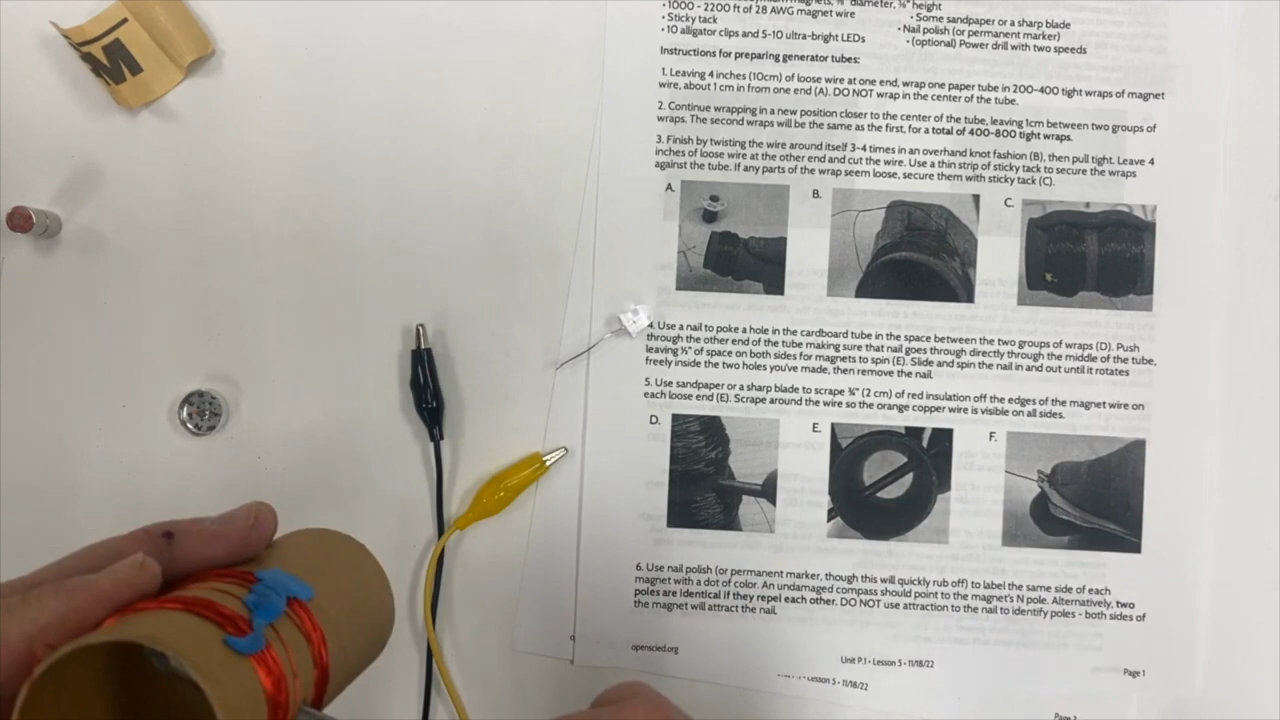 M
magnets, ⅛" diameter, ⅜" height
• 1000 - 2200 ft of 28 AWG magnet wire
• Sticky tack
• 10 alligator clips and 5-10 ultra-bright LEDs
• Some sandpaper or a sharp blade
• Nail polish (or permanent marker)
• (optional) Power drill with two speeds
Instructions for preparing generator tubes:
1. Leaving 4 inches (10cm) of loose wire at one end, wrap one paper tube in 200-400 tight wraps of magnet
wire, about 1 cm in from one end (A). DO NOT wrap in the center of the tube.
2. Continue wrapping in a new position closer to the center of the tube, leaving 1cm between two groups of
wraps. The second wraps will be the same as the first, for a total of 400-800 tight wraps.
3. Finish by twisting the wire around itself 3-4 times in an overhand knot fashion (B), then pull tight. Leave 4
inches of loose wire at the other end and cut the wire. Use a thin strip of sticky tack to secure the wraps
against the tube. If any parts of the wrap seem loose, secure them with sticky tack (C).
A.
B.
C.
4. Use a nail to poke a hole in the cardboard tube in the space between the two groups of wraps (D). Push
through the other end of the tube making sure that nail goes through directly through the middle of the tube,
leaving ½" of space on both sides for magnets to spin (E). Slide and spin the nail in and out until it rotates
freely inside the two holes you've made, then remove the nail.
5. Use sandpaper or a sharp blade to scrape ¾" (2 cm) of red insulation off the edges of the magnet wire on
each loose end (E). Scrape around the wire so the orange copper wire is visible on all sides.
D.
E.
F.
6. Use nail polish (or permanent marker, though this will quickly rub off) to label the same side of each
magnet with a dot of color. An undamaged compass should point to the magnet's N pole. Alternatively, two
poles are identical if they repel each other. DO NOT use attraction to the nail to identify poles - both sides of
the magnet will attract the nail.
openscied.org
Unit P.1 • Lesson 5 • 11/18/22
Page 1
Lesson 5 • 11/18/22
Page